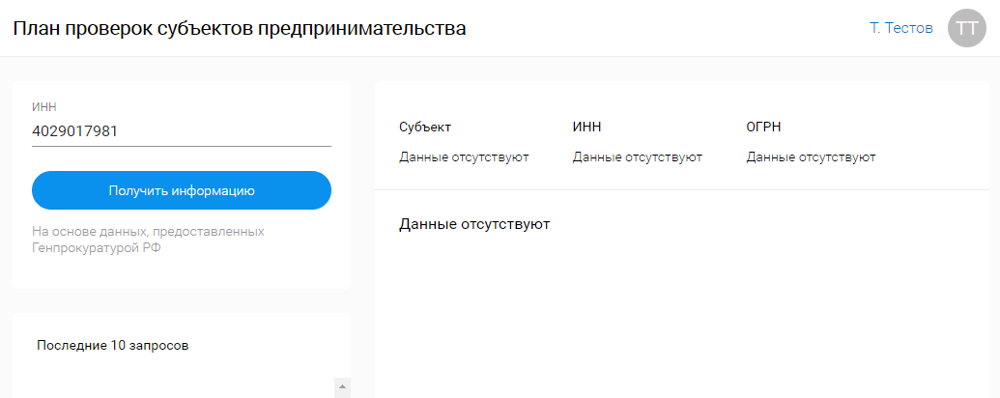 План проверок субъектов предпринимательства
Т. Тестов
ТТ
ИНН
4029017981
Получить информацию
На основе данных, предоставленных
Генпрокуратурой РФ
Последние 10 запросов
Субъект ИНН ОГРН
Данные отсутствуют Данные отсутствуют Данные отсутствуют
Данные отсутствуют